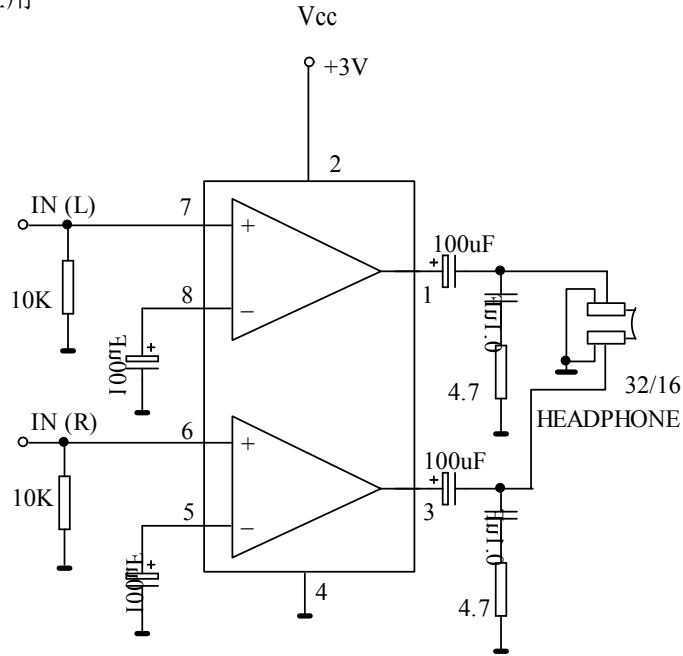 Vcc
+3V
2
IN (L)
7
+
100uF
+
10K
8
−
1
100uF
+
0.1uF
4.7
32/16
HEADPHONE
IN (R)
6
+
100uF
+
10K
5
−
3
100uF
+
0.1uF
4
4.7